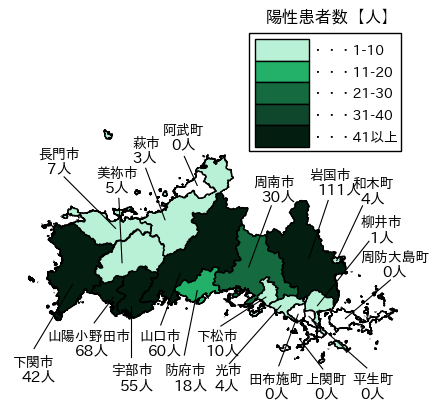 陽性患者数【人】
・・・1-10
・・・11-20
・・・21-30
・・・31-40
・・・41以上
阿武町
0人
萩市
3人
長門市
7人
美祢市
5人
周南市
30人
岩国市
111人
和木町
4人
柳井市
1人
周防大島町
0人
下関市
42人
山陽小野田市
68人
宇部市
55人
山口市
60人
防府市
18人
下松市
10人
光市
4人
田布施町
0人
上関町
0人
平生町
0人